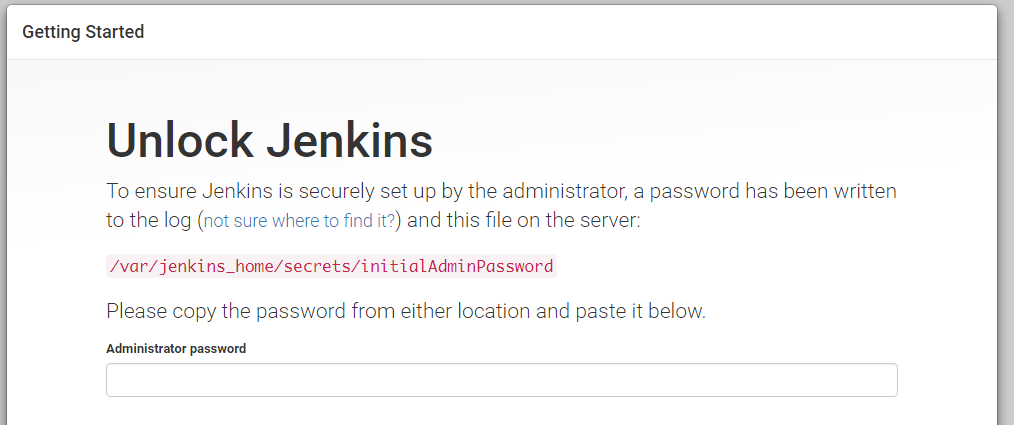 Getting Started
Unlock Jenkins
To ensure Jenkins is securely set up by the administrator, a password has been written
to the log (not sure where to find it?) and this file on the server:
/var/jenkins_home/secrets/initialAdminPassword
Please copy the password from either location and paste it below.
Administrator password